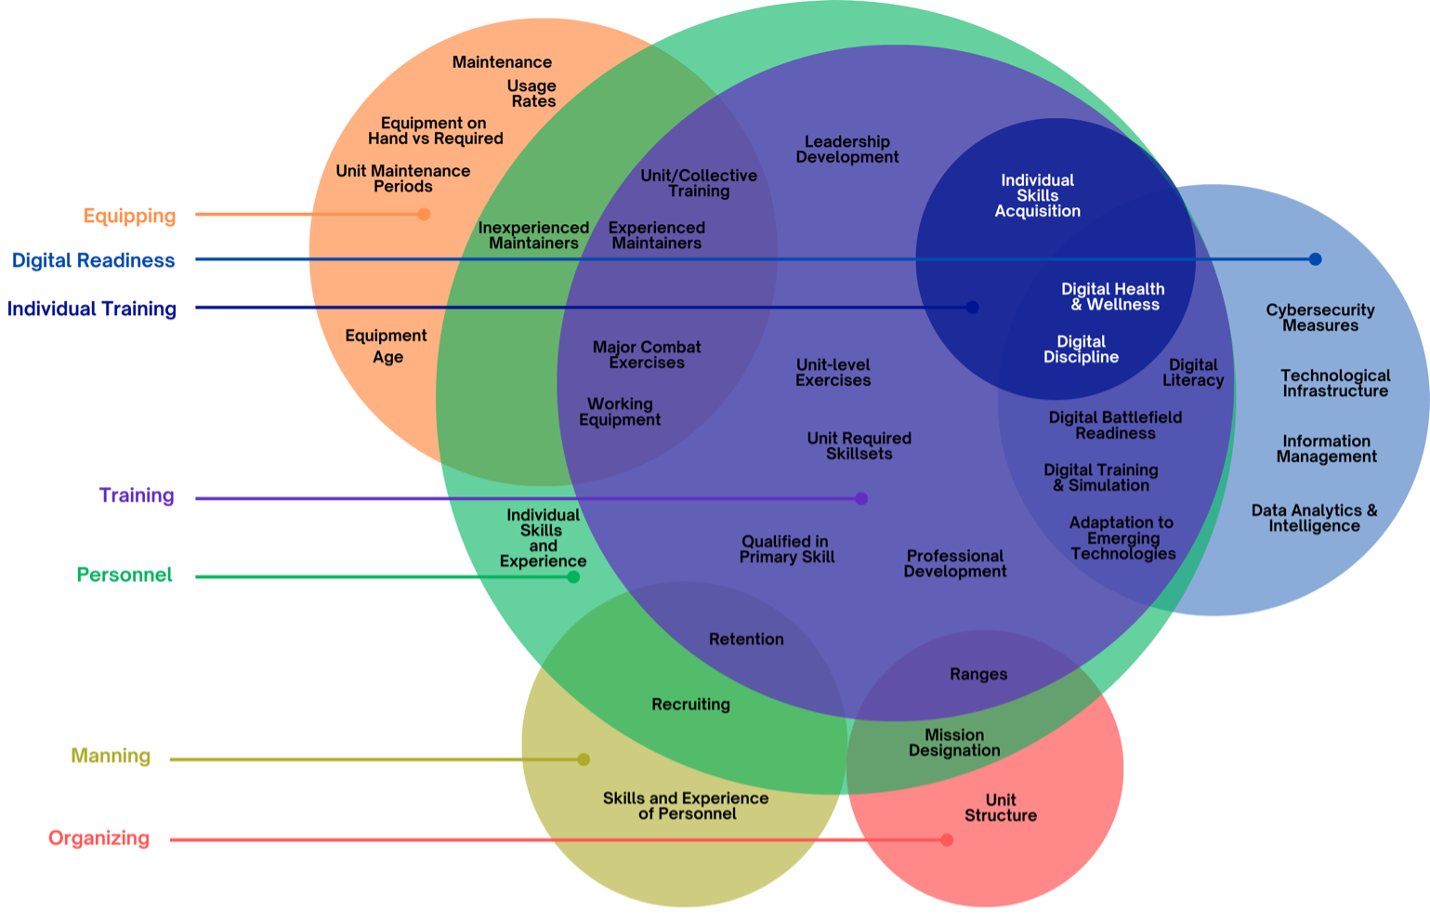 Maintenance
Usage
Rates
Equipment on
Hand vs Required
Unit Maintenance
Periods
Equipping
Digital Readiness
Individual Training
Equipment
Age
Inexperienced
Maintainers
Unit/Collective
Training
Experienced
Maintainers
Major Combat
Exercises
Working
Equipment
Leadership
Development
Individual
Skills
Acquisition
Digital Health
& Wellness
Digital
Discipline
Digital
Literacy
Unit-level
Exercises
Unit Required
Skillsets
Digital Battlefield
Readiness
Digital Training
& Simulation
Adaptation to
Emerging
Technologies
Cybersecurity
Measures
Technological
Infrastructure
Information
Management
Data Analytics &
Intelligence
Training
Individual
Skills
and
Experience
Personnel
Qualified in
Primary Skill
Professional
Development
Retention
Recruiting
Ranges
Mission
Designation
Manning
Skills and Experience
of Personnel
Unit
Structure
Organizing